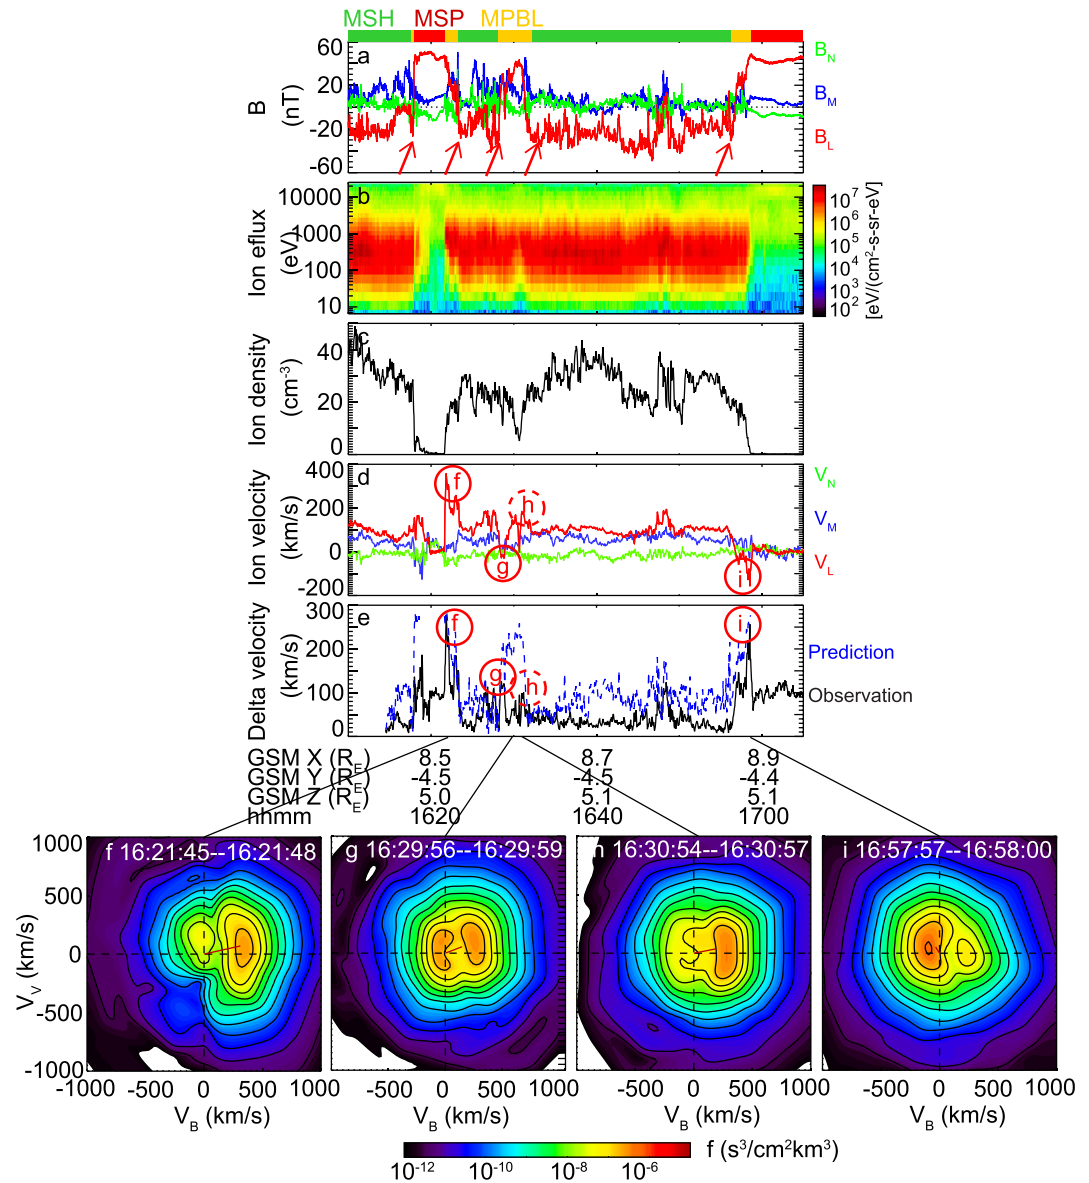 MSH MSP MPBL
a
B (nT)
60
20
-20
-60
B_N
B_M
B_L
b
Ion eflux (eV)
10000
1000
100
10
10^7
10^6
10^5
10^4
10^3
10^2
[eV/(cm²-s-sr-eV]
c
Ion density (cm⁻³)
40
20
0
d
Ion velocity (km/s)
400
200
0
-200
f
g
h
i
V_N
V_M
V_L
e
Delta velocity (km/s)
300
200
100
0
f
g
h
i
Prediction
Observation
GSM X (R_E) 8.5 8.7 8.9
GSM Y (R_E) -4.5 -4.5 -4.4
GSM Z (R_E) 5.0 5.1 5.1
hhmm 1620 1640 1700
f 16:21:45--16:21:48
g 16:29:56--16:29:59
h 16:30:54--16:30:57
i 16:57:57--16:58:00
V_V (km/s)
1000
500
0
-500
-1000
-1000 -500 0 500 1000
-500 0 500 1000
-500 0 500 1000
-500 0 500 1000
V_B (km/s)
V_B (km/s)
V_B (km/s)
V_B (km/s)
10^-12 10^-10 10^-8 10^-6
f (s³/cm²km³)